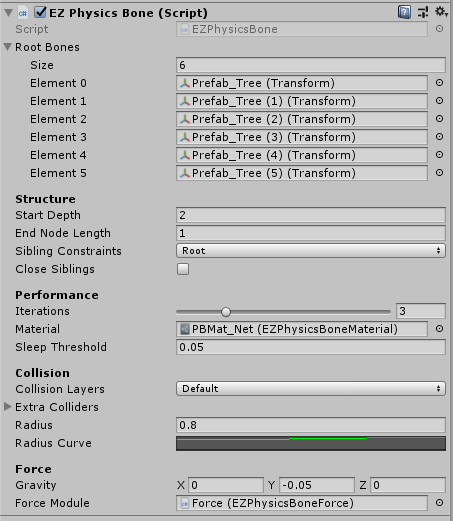 EZ Physics Bone (Script)
Script EZPhysicsBone
Root Bones
Size 6
Element 0 Prefab_Tree (Transform)
Element 1 Prefab_Tree (1) (Transform)
Element 2 Prefab_Tree (2) (Transform)
Element 3 Prefab_Tree (3) (Transform)
Element 4 Prefab_Tree (4) (Transform)
Element 5 Prefab_Tree (5) (Transform)
Structure
Start Depth 2
End Node Length 1
Sibling Constraints Root
Close Siblings
Performance
Iterations 3
Material PBMat_Net (EZPhysicsBoneMaterial)
Sleep Threshold 0.05
Collision
Collision Layers Default
Extra Colliders
Radius 0.8
Radius Curve
Force
Gravity X 0 Y -0.05 Z 0
Force Module Force (EZPhysicsBoneForce)